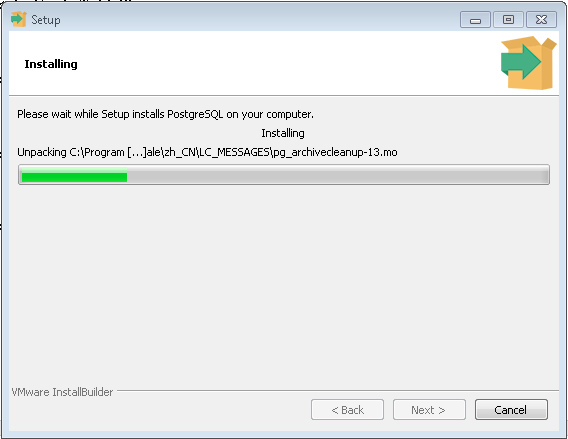 Setup
Installing
Please wait while Setup installs PostgreSQL on your computer.
Installing
Unpacking C:\Program [...]ale\zh_CN\LC_MESSAGES\pg_archivecleanup-13.mo
VMware InstallBuilder
< Back
Next >
Cancel